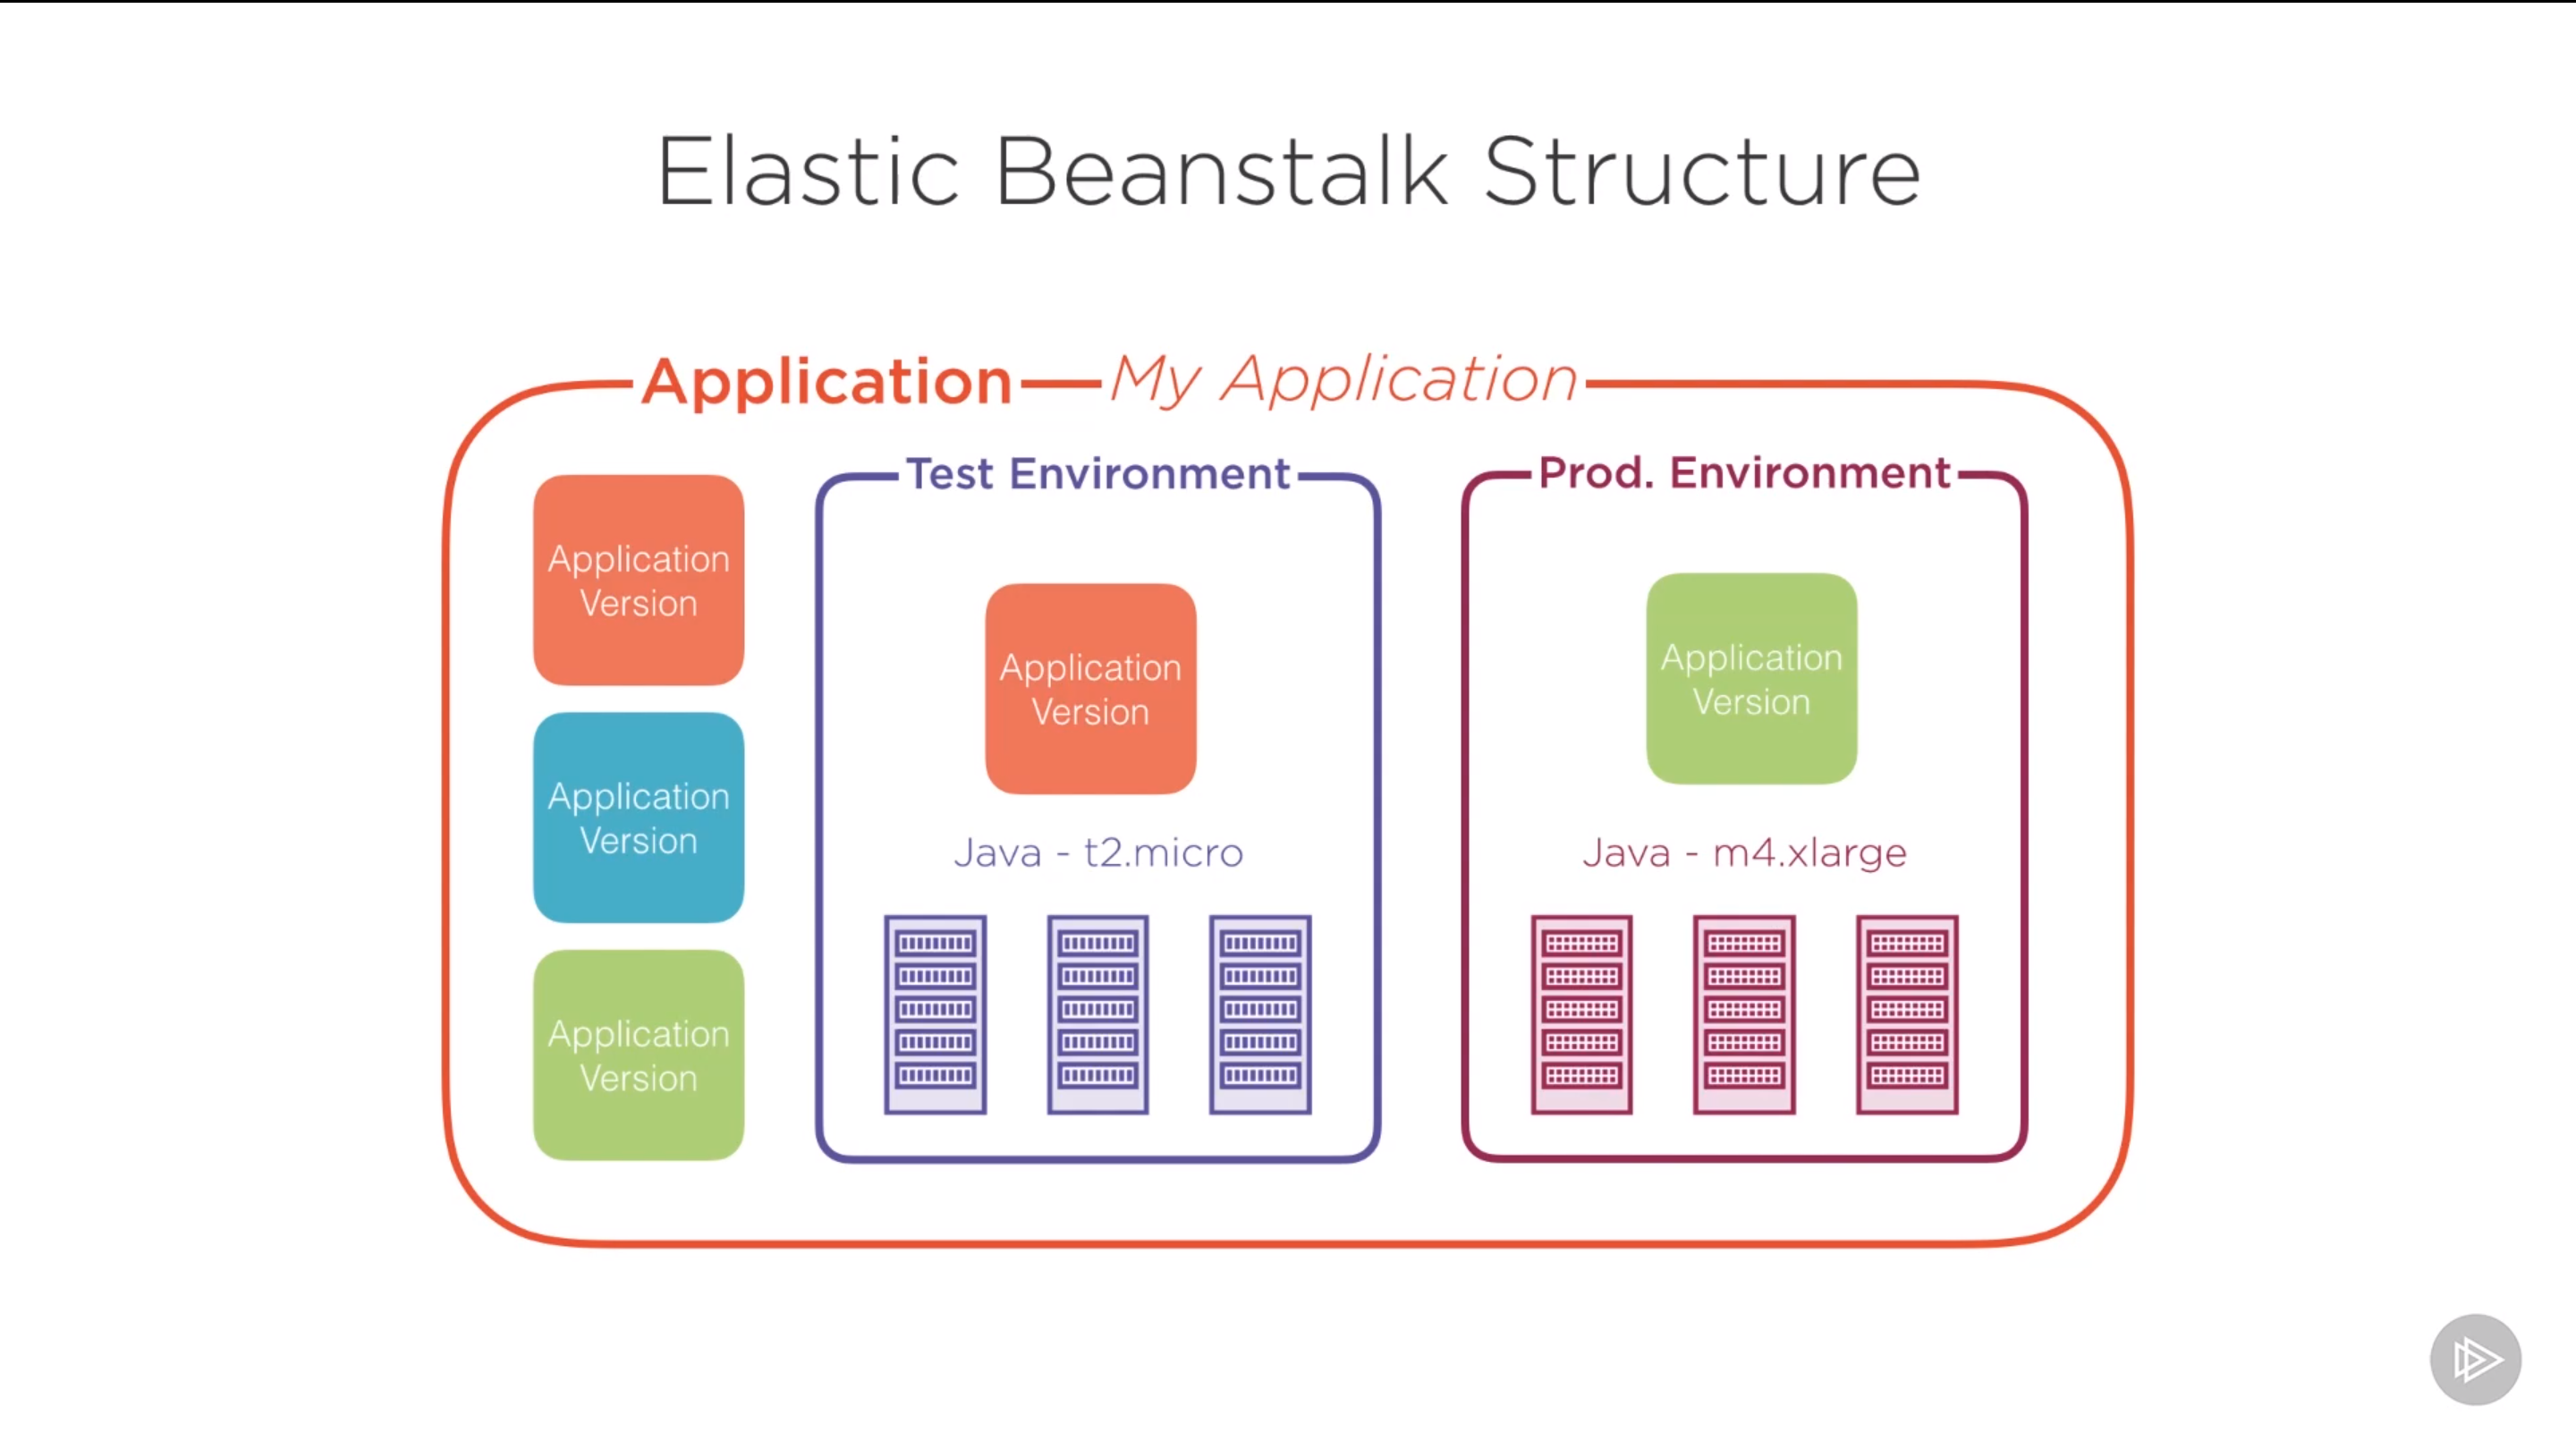 Elastic Beanstalk Structure
Application
My Application
Application
Version
Application
Version
Application
Version
Test Environment
Application
Version
Java - t2.micro
Prod. Environment
Application
Version
Java - m4.xlarge